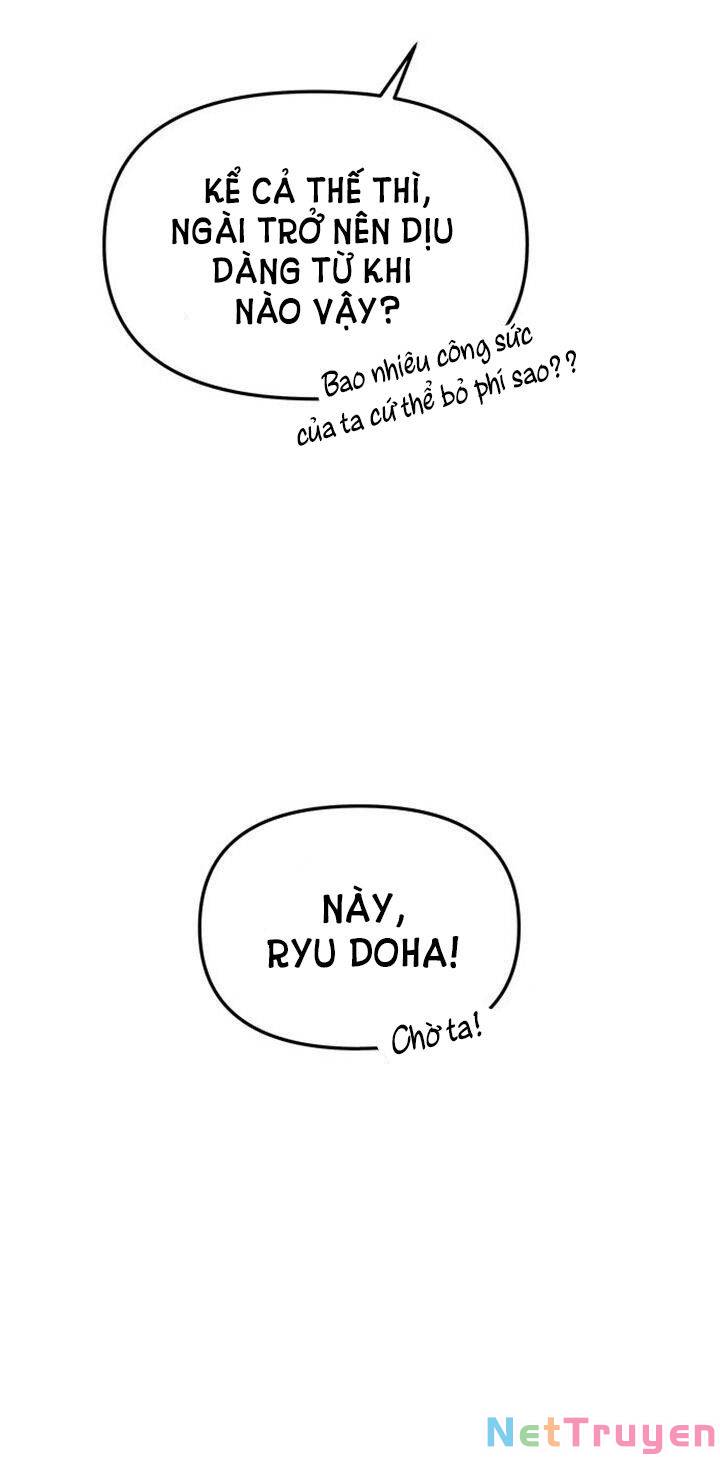 KỂ CẢ THẾ THÌ,
NGÀI TRỞ NÊN DỊU
DÀNG TỪ KHI
NÀO VẬY?
Bao nhiêu công sức
của ta cứ thể bỏ phí sao??
NÀY,
RYU DOHA!
Chờ ta!
NetTruyen